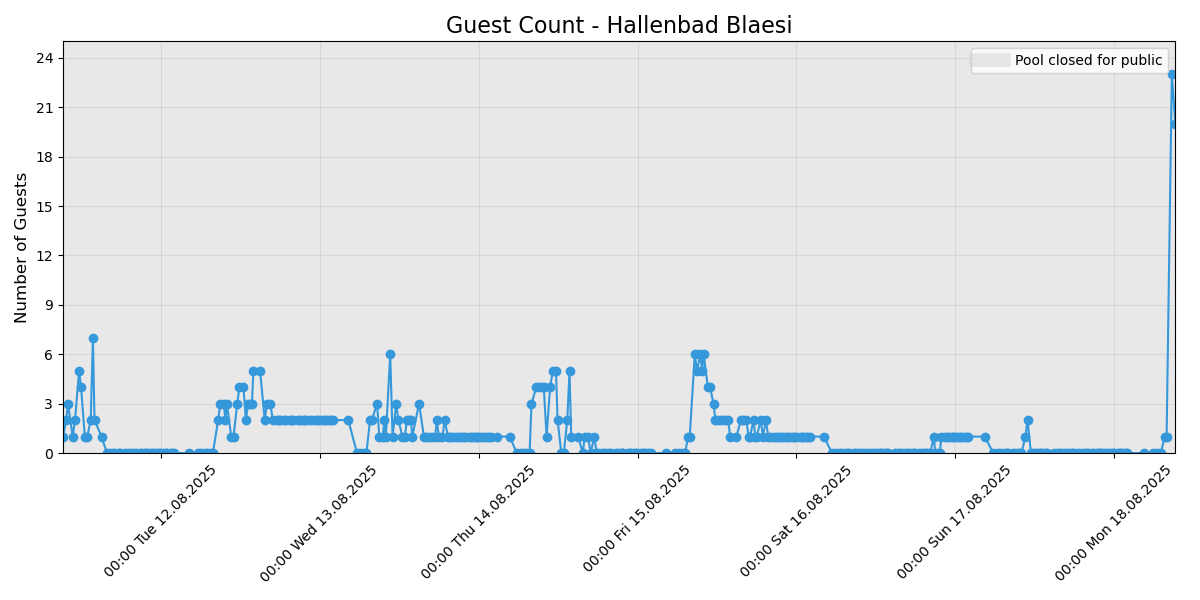 Guest Count - Hallenbad Blaesi
Pool closed for public
Number of Guests
24
21
18
15
12
9
6
3
0
00:00 Tue 12.08.2025
00:00 Wed 13.08.2025
00:00 Thu 14.08.2025
00:00 Fri 15.08.2025
00:00 Sat 16.08.2025
00:00 Sun 17.08.2025
00:00 Mon 18.08.2025